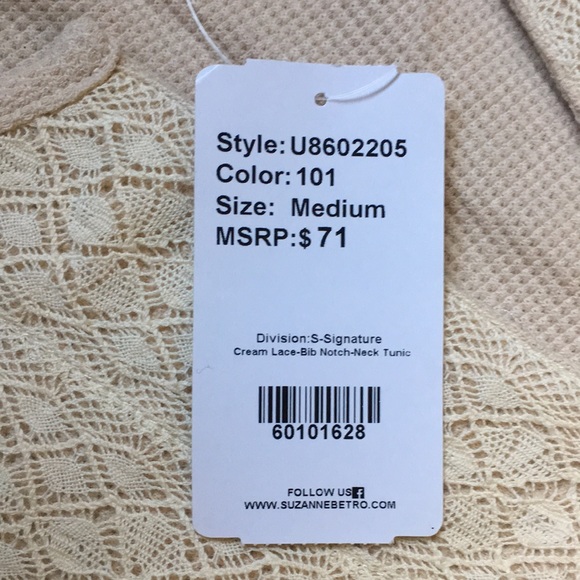 Style:U8602205
Color:101
Size: Medium
MSRP:$71
Division:S-Signature
Cream Lace-Bib Notch-Neck Tunic
60101628
FOLLOW US
WWW.SUZANNEBETRO.COM